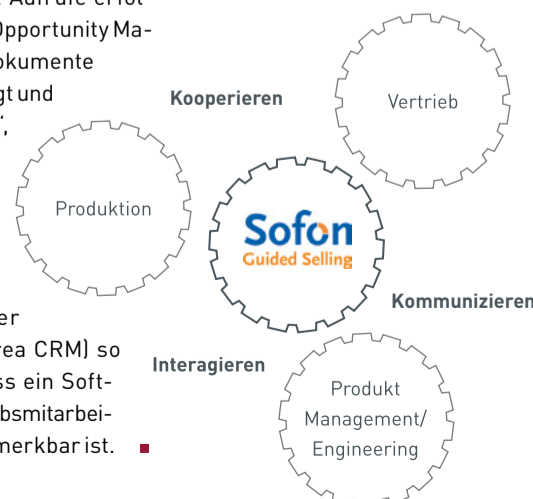 Opportunity Ma-
okumente
gt und
Kooperieren
Vertrieb
Produktion
Sofon
Guided Selling
Kommunizieren
Interagieren
Produkt
Management/
Engineering
er
rea CRM) so
ss ein Soft-
bsmitarbei-
merkbar ist.